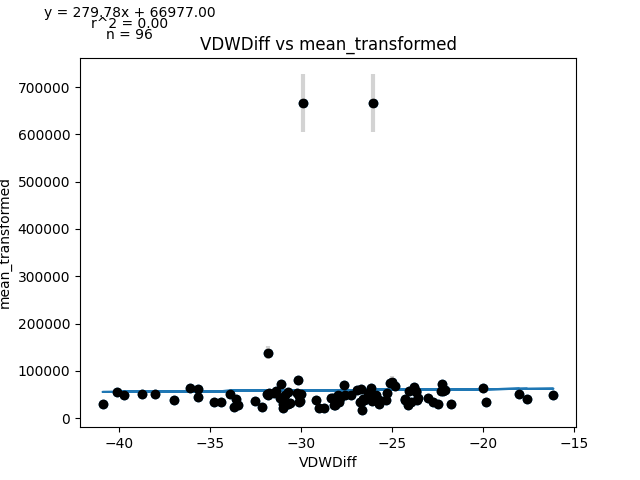 y = 279.78x + 66977.00
r^2 = 0.00
n = 96
VDWDiff vs mean_transformed
mean_transformed
700000
600000
500000
400000
300000
200000
100000
0
−40
−35
−30
−25
−20
−15
VDWDiff